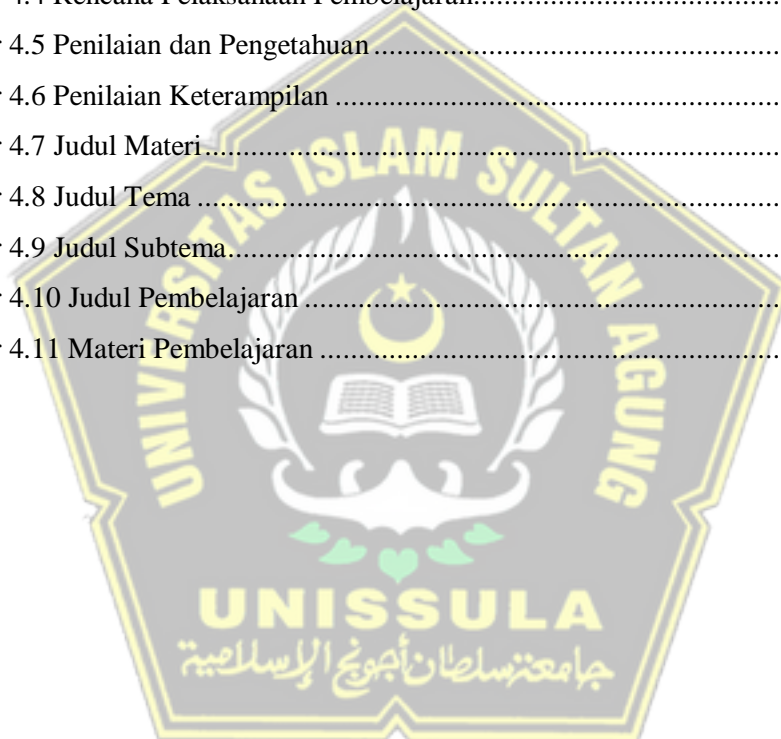 4.4 Rencana Pelaksanaan Pembelajaran....................................
4.5 Penilaian dan Pengetahuan....................................................
4.6 Penilaian Keterampilan .........................................................
4.7 Judul Materi..........................................................................
4.8 Judul Tema ...........................................................................
4.9 Judul Subtema.......................................................................
4.10 Judul Pembelajaran .............................................................
4.11 Materi Pembelajaran ...........................................................
UNIVERSITAS ISLAM SULTAN AGUNG
UNISSULA
جامعة سلطان أجونج الإسلامية